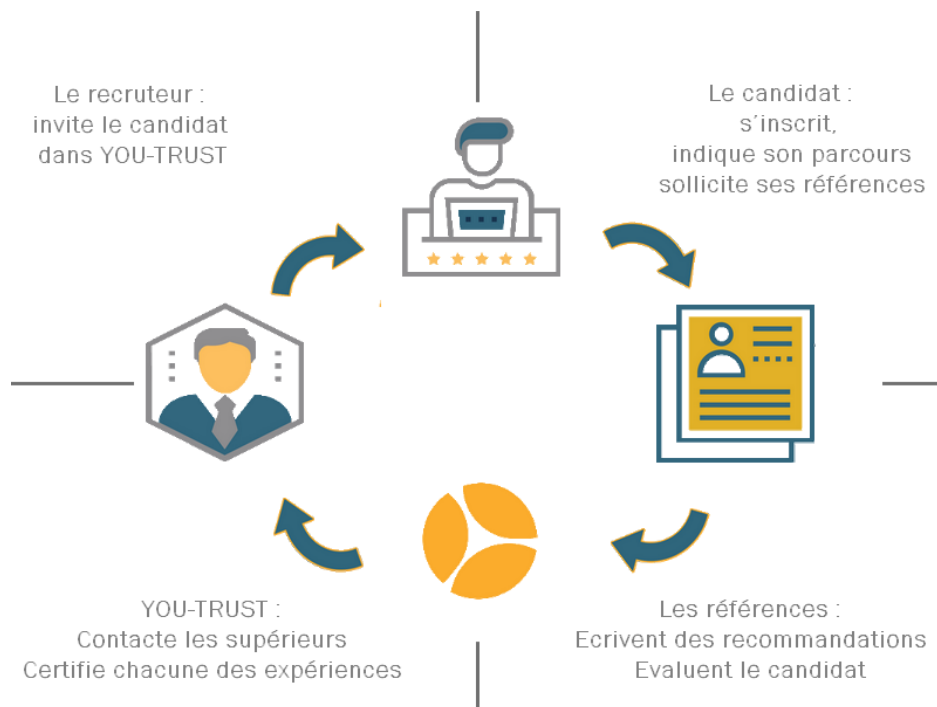 Le recruteur :
invite le candidat
dans YOU-TRUST
Le candidat :
s'inscrit,
indique son parcours
sollicite ses références
YOU-TRUST :
Contacte les supérieurs
Certifie chacune des expériences
Les références :
Ecrivent des recommandations
Evaluent le candidat